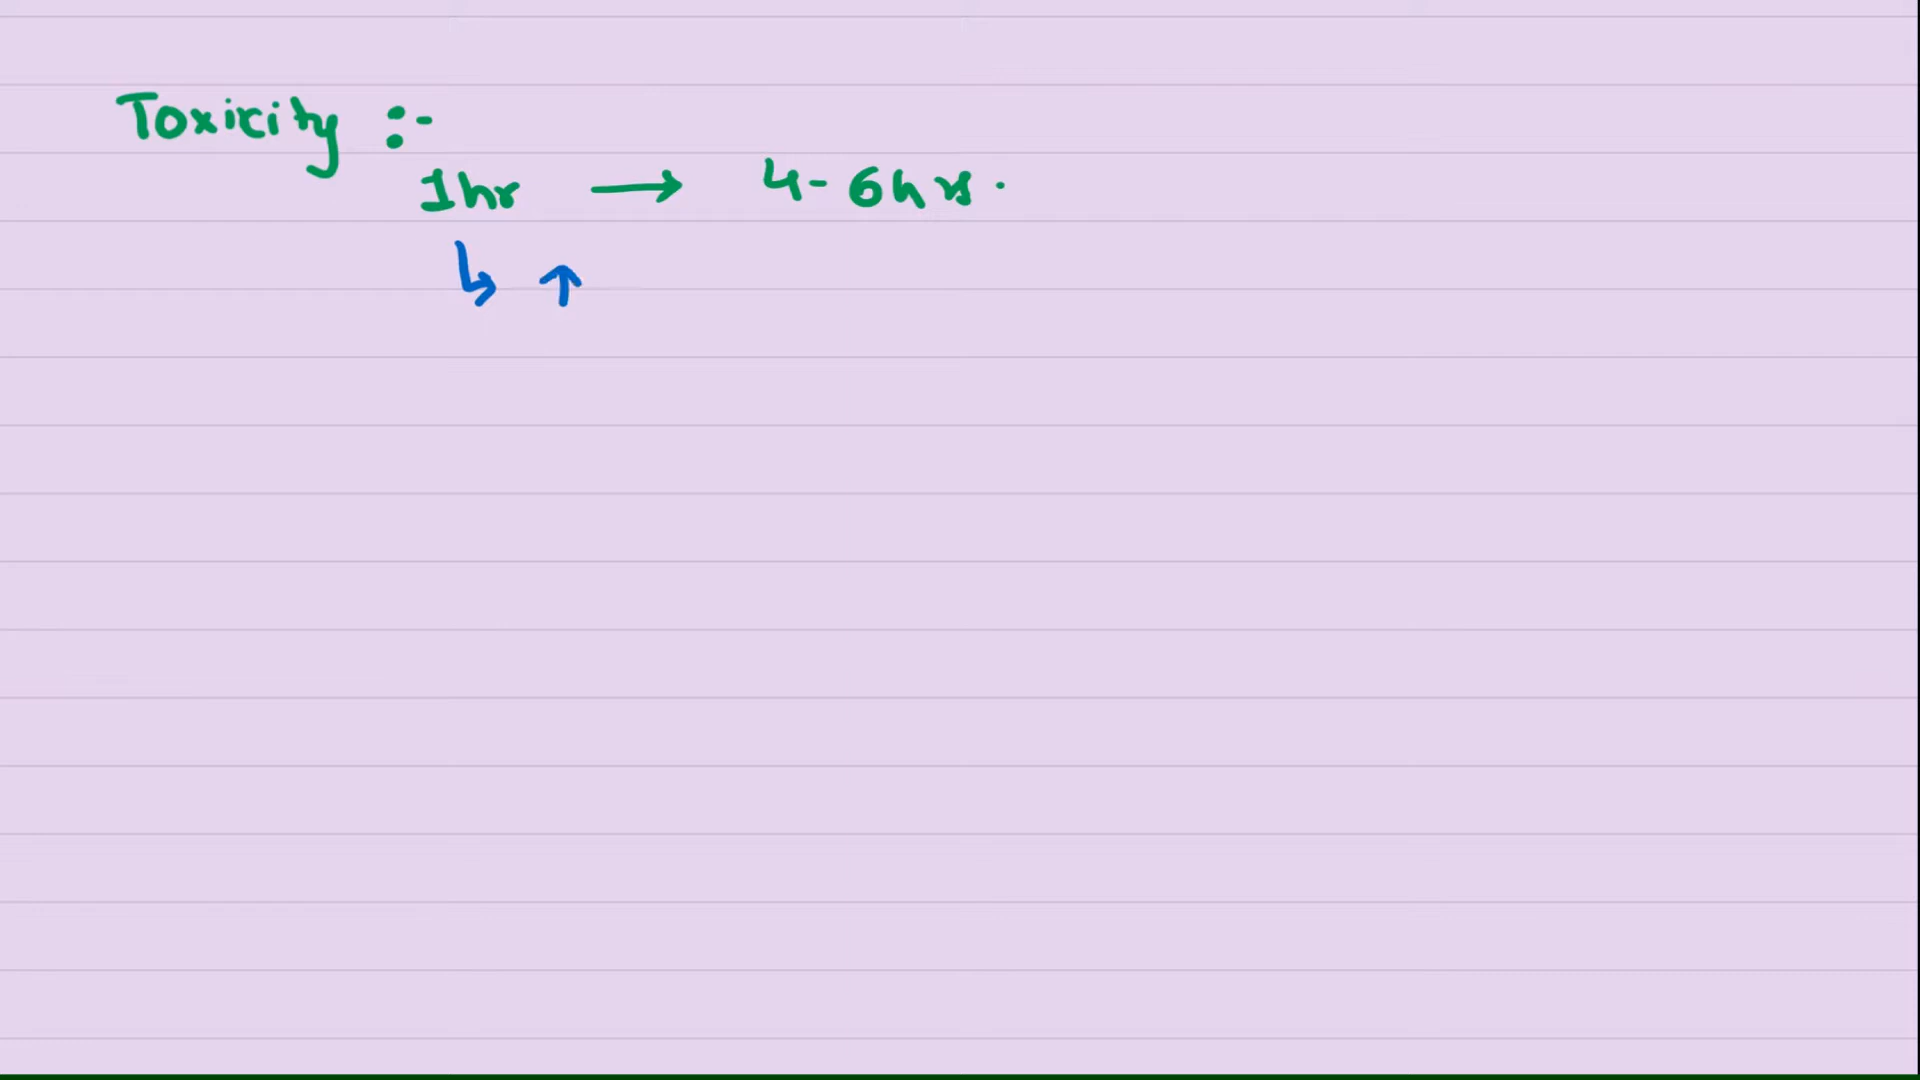 Toxicity :-
1hr → 4-6hrs.
↳ ↑